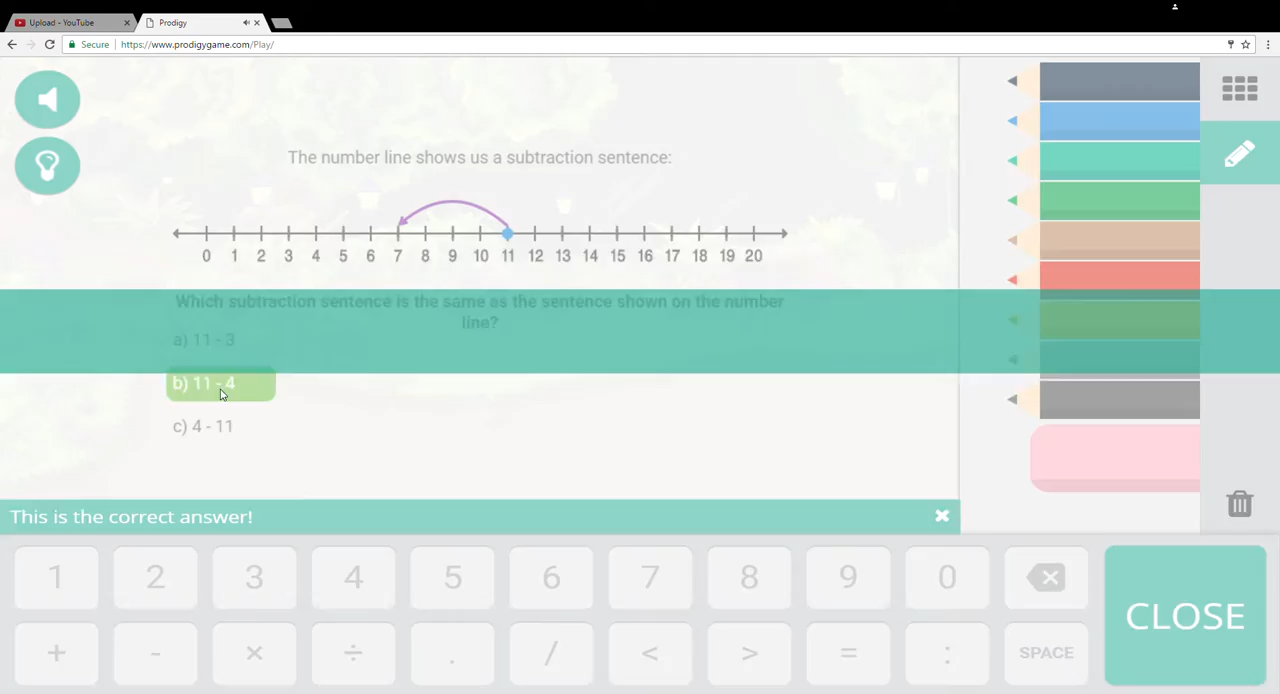 Upload - YouTube
Prodigy
Secure https://www.prodigygame.com/Play/
The number line shows us a subtraction sentence:
0 1 2 3 4 5 6 7 8 9 10 11 12 13 14 15 16 17 18 19 20
Which subtraction sentence is the same as the sentence shown on the number
line?
a) 11 - 3
b) 11 - 4
c) 4 - 11
This is the correct answer!
1 2 3 4 5 6 7 8 9 0
+ - × ÷ . / < > = : SPACE
CLOSE